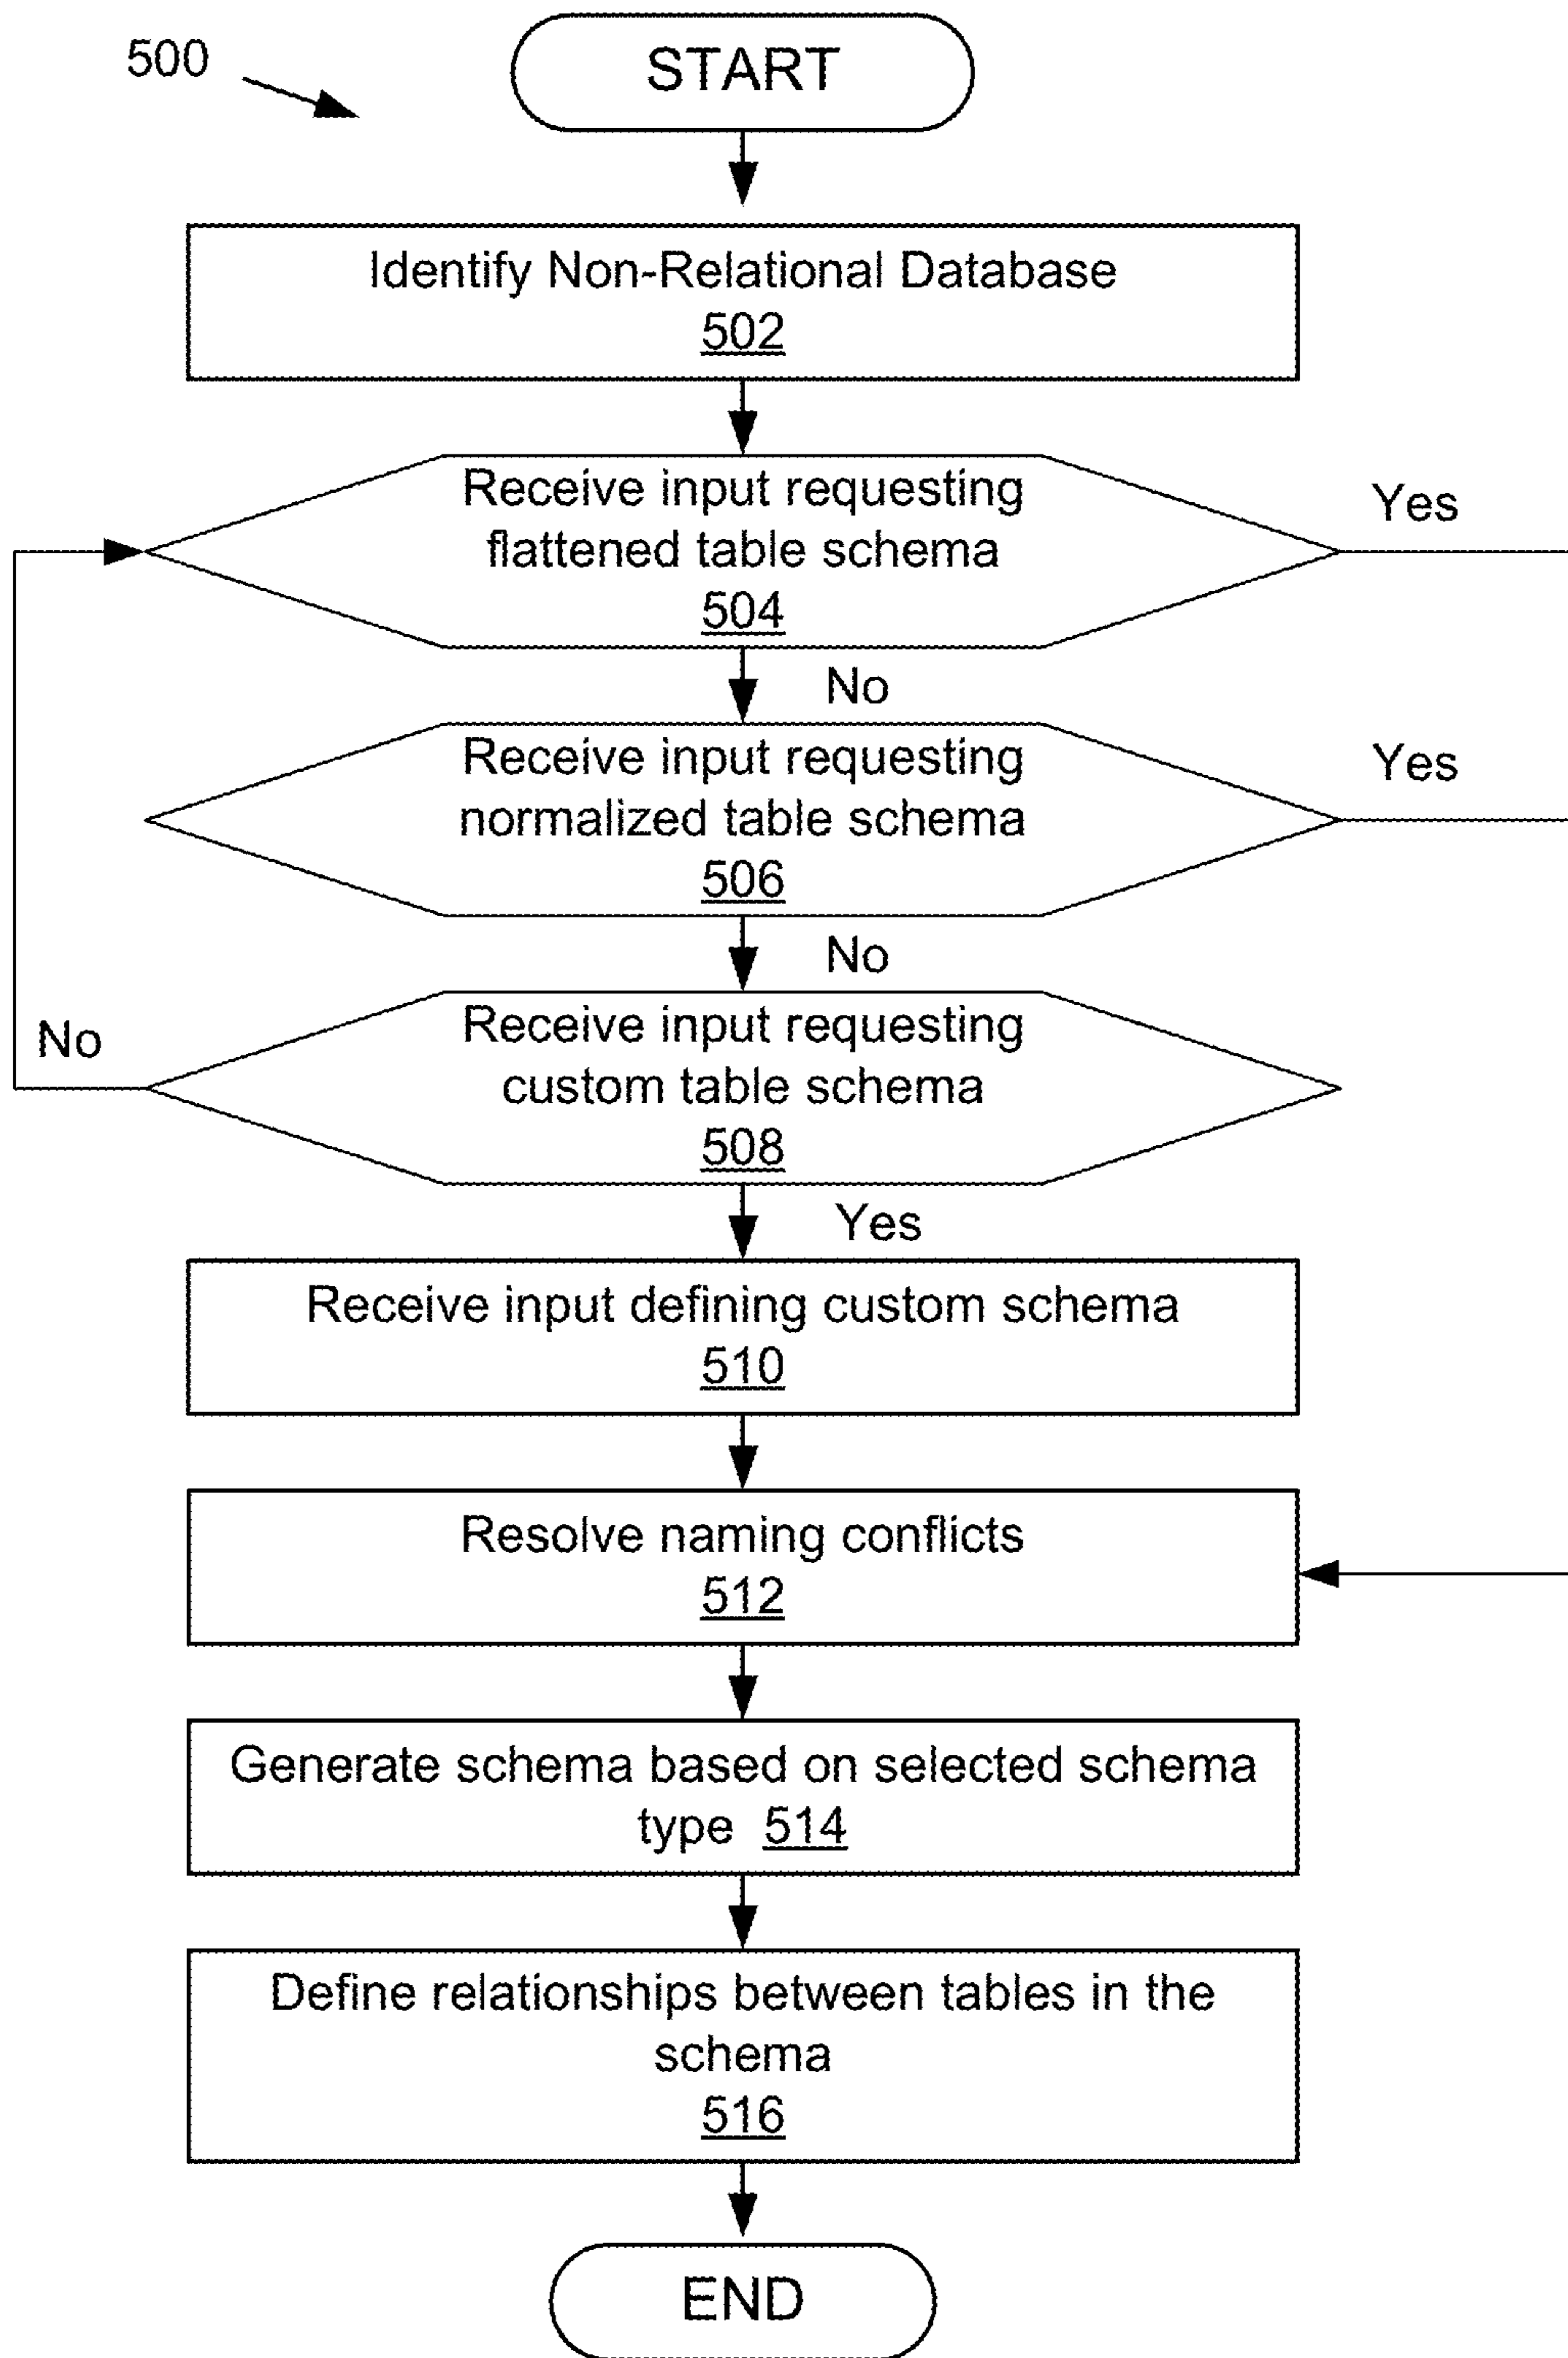 500
START
Identify Non-Relational Database
502
Receive input requesting
flattened table schema
504
Yes
No
Receive input requesting
normalized table schema
506
Yes
No
Receive input requesting
custom table schema
508
No
Yes
Receive input defining custom schema
510
Resolve naming conflicts
512
Generate schema based on selected schema
type 514
Define relationships between tables in the
schema
516
END